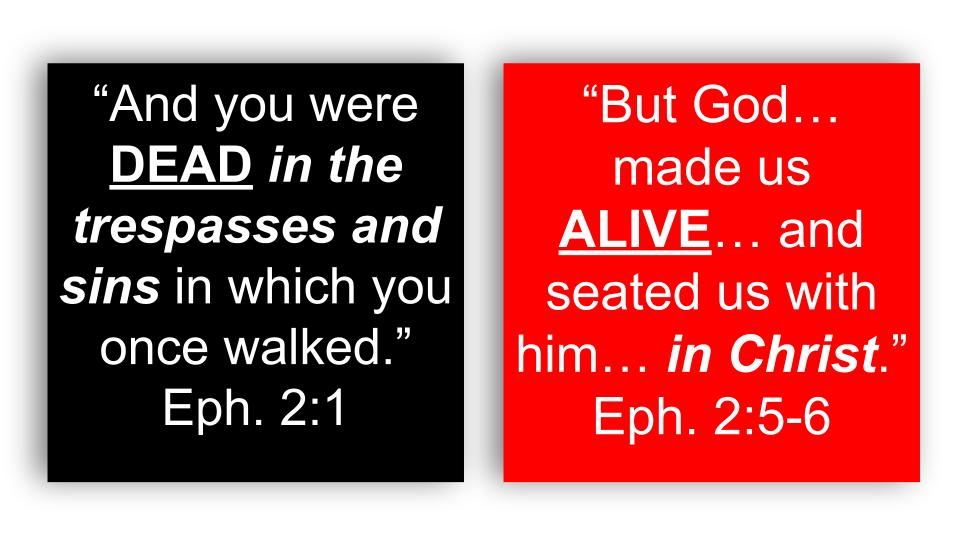 “And you were
DEAD in the
trespasses and
sins in which you
once walked.”
Eph. 2:1
“But God…
made us
ALIVE… and
seated us with
him… in Christ.”
Eph. 2:5-6